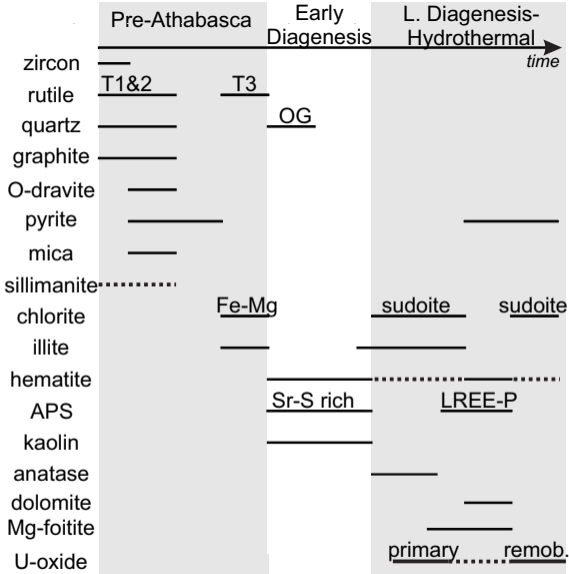 Pre-Athabasca
Early
Diagenesis
L. Diagenesis-
Hydrothermal
time
zircon
rutile T1&2 T3
quartz OG
graphite
O-dravite
pyrite
mica
sillimanite
chlorite Fe-Mg sudoite sudoite
illite
hematite
APS Sr-S rich LREE-P
kaolin
anatase
dolomite
Mg-foitite
U-oxide primary remob.